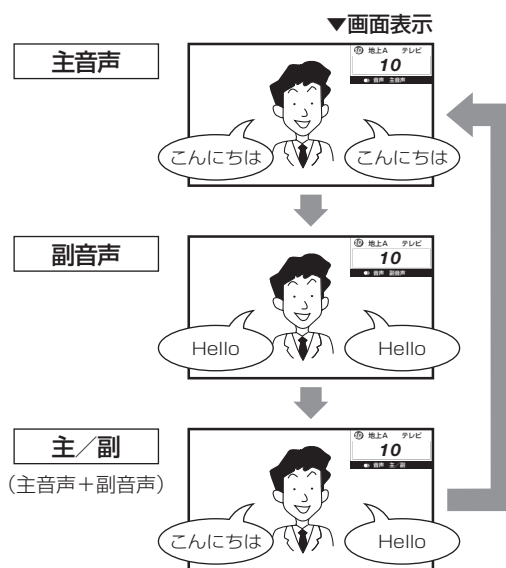 ▼画面表示
主音声
地上A テレビ
10
音声 主音声
こんにちは
こんにちは
副音声
地上A テレビ
10
音声 副音声
Hello
Hello
主／副
(主音声＋副音声)
地上A テレビ
10
音声 主／副
こんにちは
Hello